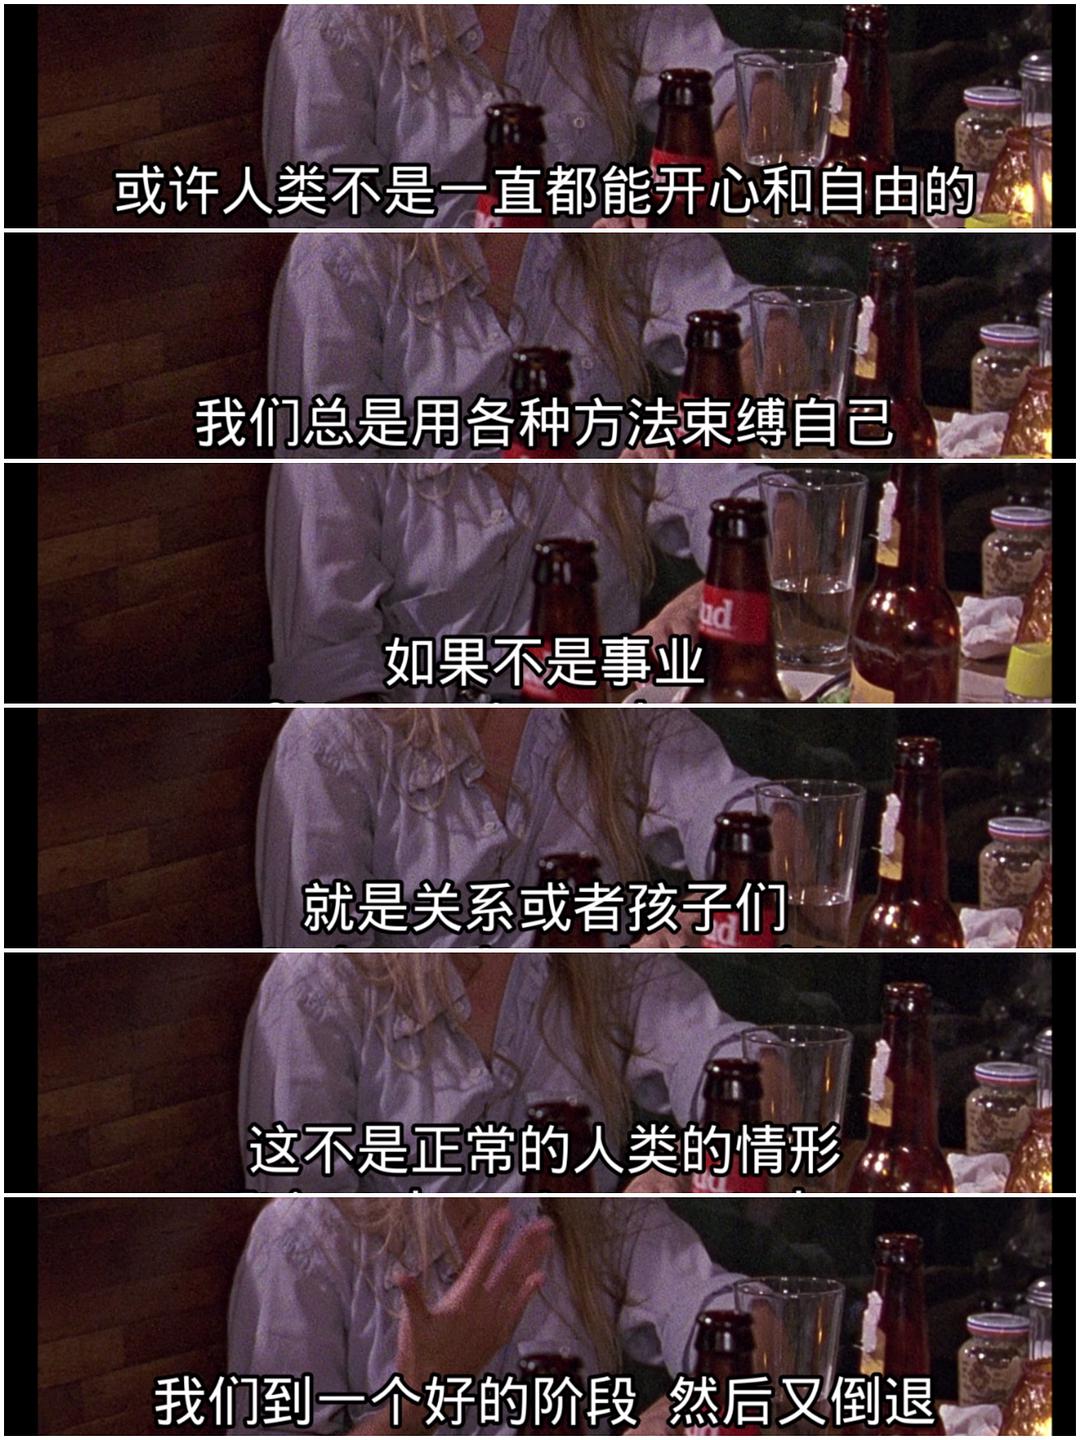 或许人类不是一直都能开心和自由的
我们总是用各种方法束缚自己
如果不是事业
ud
就是关系或者孩子们
ud
这不是正常的人类的情形
ud
我们到一个好的阶段 然后又倒退